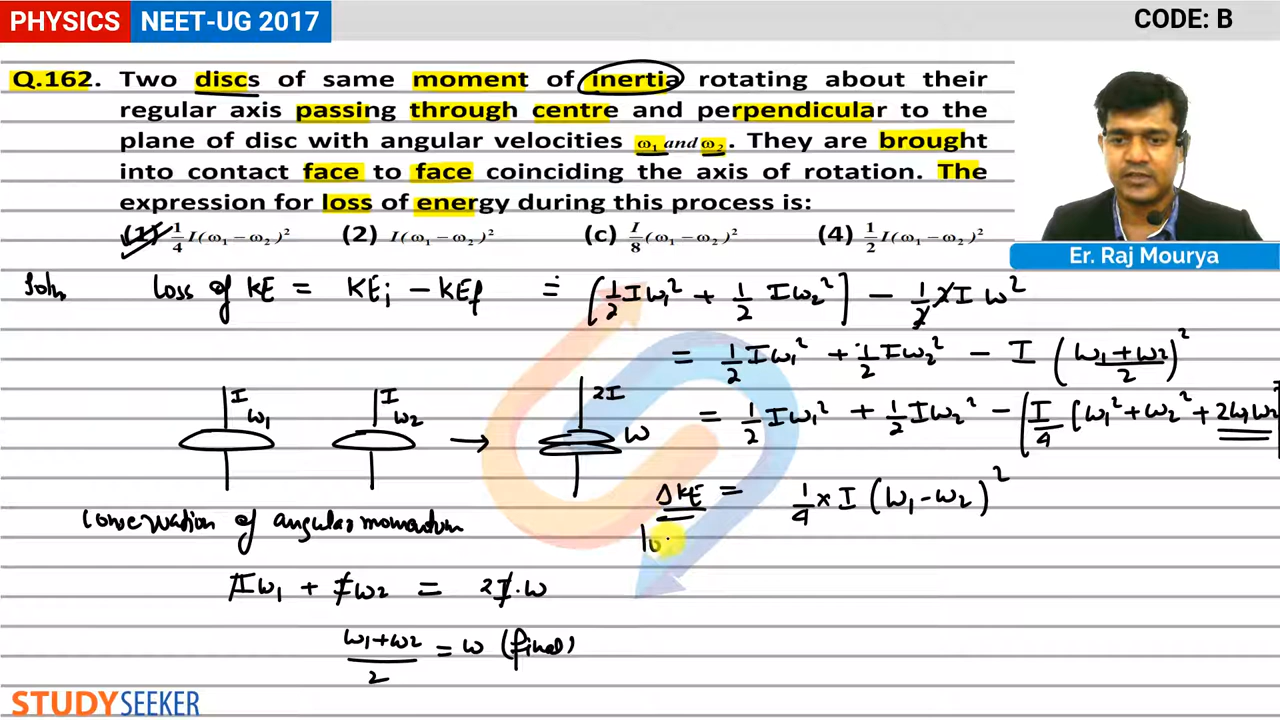 PHYSICS NEET-UG 2017
CODE: B
Q.162. Two discs of same moment of inertia rotating about their
regular axis passing through centre and perpendicular to the
plane of disc with angular velocities ω₁ and ω₂. They are brought
into contact face to face coinciding the axis of rotation. The
expression for loss of energy during this process is:
(1) 1/4 I(ω₁−ω₂)² (2) I(ω₁−ω₂)² (c) I/8 (ω₁−ω₂)² (4) 1/2 I(ω₁−ω₂)²
Er. Raj Mourya
Soln Loss of KE = KEi − KEf = [1/2 Iω₁² + 1/2 Iω₂²] − 1/2 × I ω²
= 1/2 Iω₁² + 1/2 Iω₂² − I (ω₁+ω₂/2)²
= 1/2 Iω₁² + 1/2 Iω₂² − [I/4 (ω₁²+ω₂²+2ω₁ω₂
I ω₁ I ω₂ → 2I ω
ΔKE = 1/4 × I (ω₁−ω₂)²
lo
Conservation of angular momentum
Iω₁ + Iω₂ = 2I·ω
ω₁+ω₂/2 = ω (final)
STUDYSEEKER